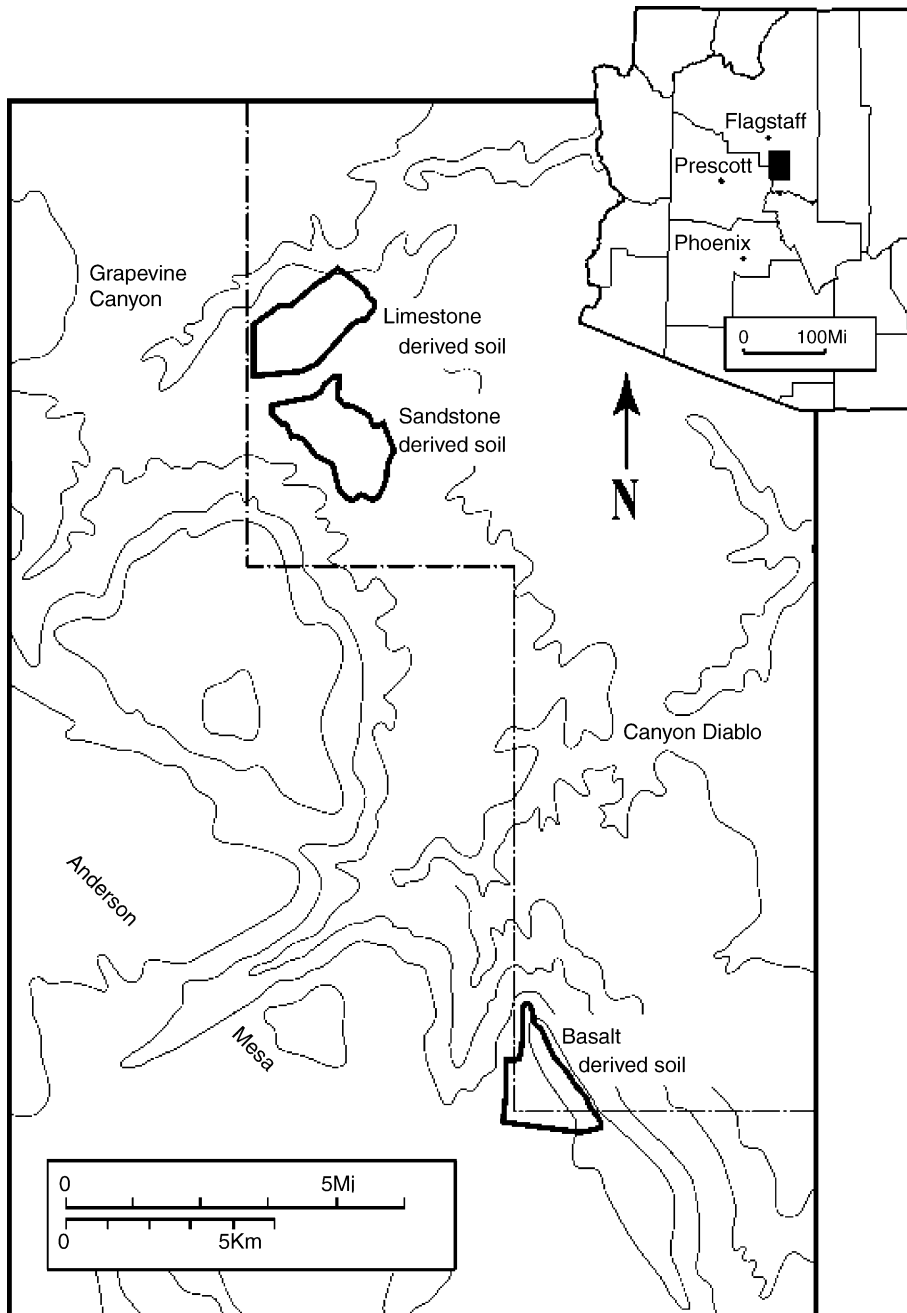 Flagstaff
Prescott
Phoenix
0 100Mi
Grapevine
Canyon
Limestone
derived soil
Sandstone
derived soil
N
Canyon Diablo
Anderson
Mesa
Basalt
derived soil
0 5Mi
0 5Km